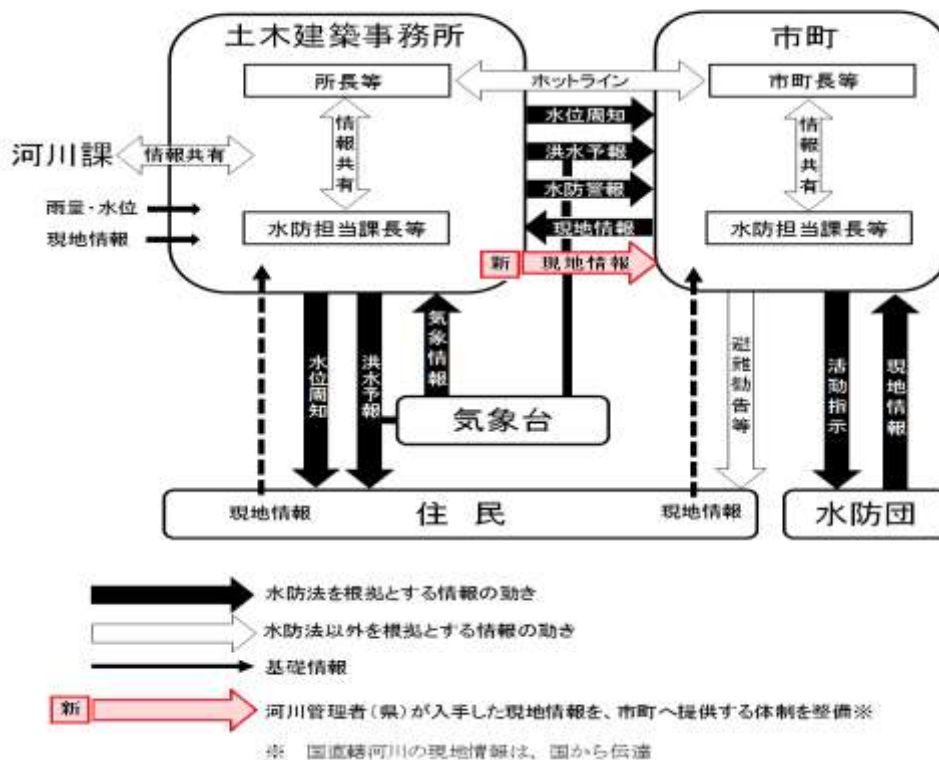 土木建築事務所
市町
所長等
ホットライン
市町長等
水位周知
情報共有
情報共有
洪水予報
河川課
情報共有
水防警報
雨量・水位
水防担当課長等
現地情報
水防担当課長等
現地情報
新 現地情報
気象情報
水位周知
洪水予報
避難勧告等
活動指示
現地情報
気象台
現地情報
住民
現地情報
水防団
水防法を根拠とする情報の動き
水防法以外を根拠とする情報の動き
基礎情報
新 河川管理者(県)が入手した現地情報を、市町へ提供する体制を整備※
※ 国直轄河川の現地情報は、国から伝達